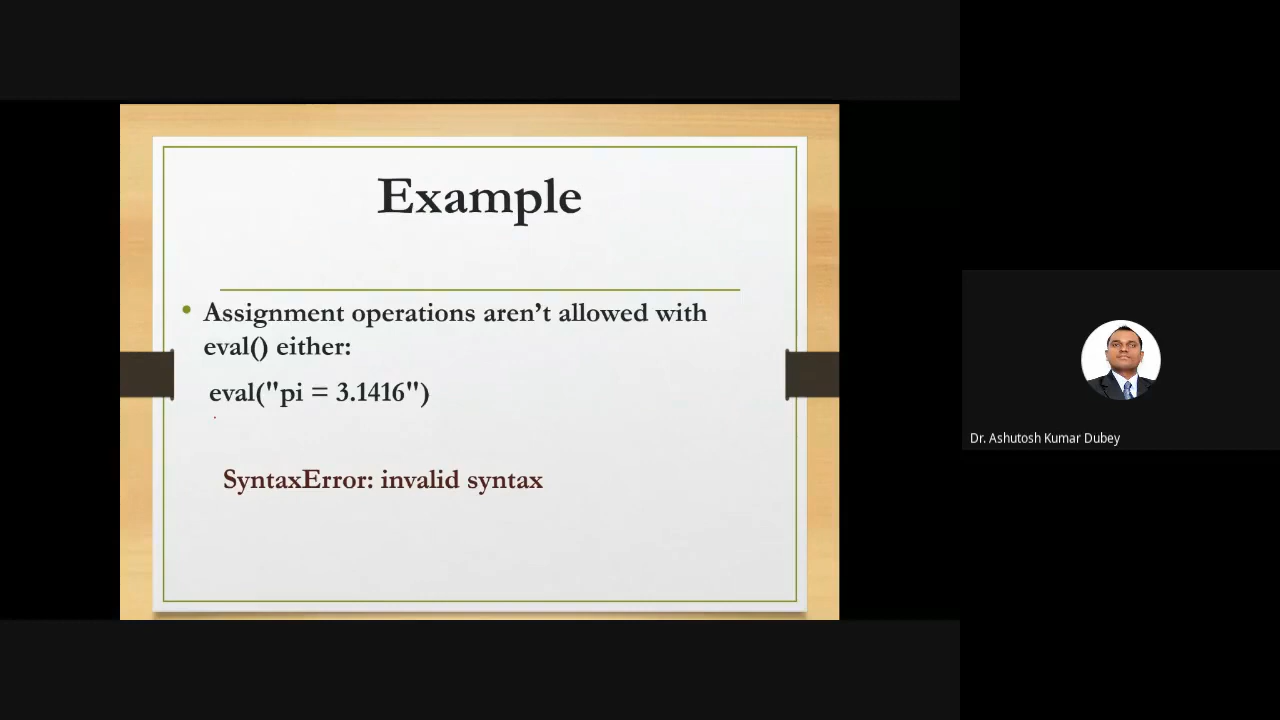 Example
• Assignment operations aren’t allowed with
eval() either:
eval("pi = 3.1416")
SyntaxError: invalid syntax
Dr. Ashutosh Kumar Dubey